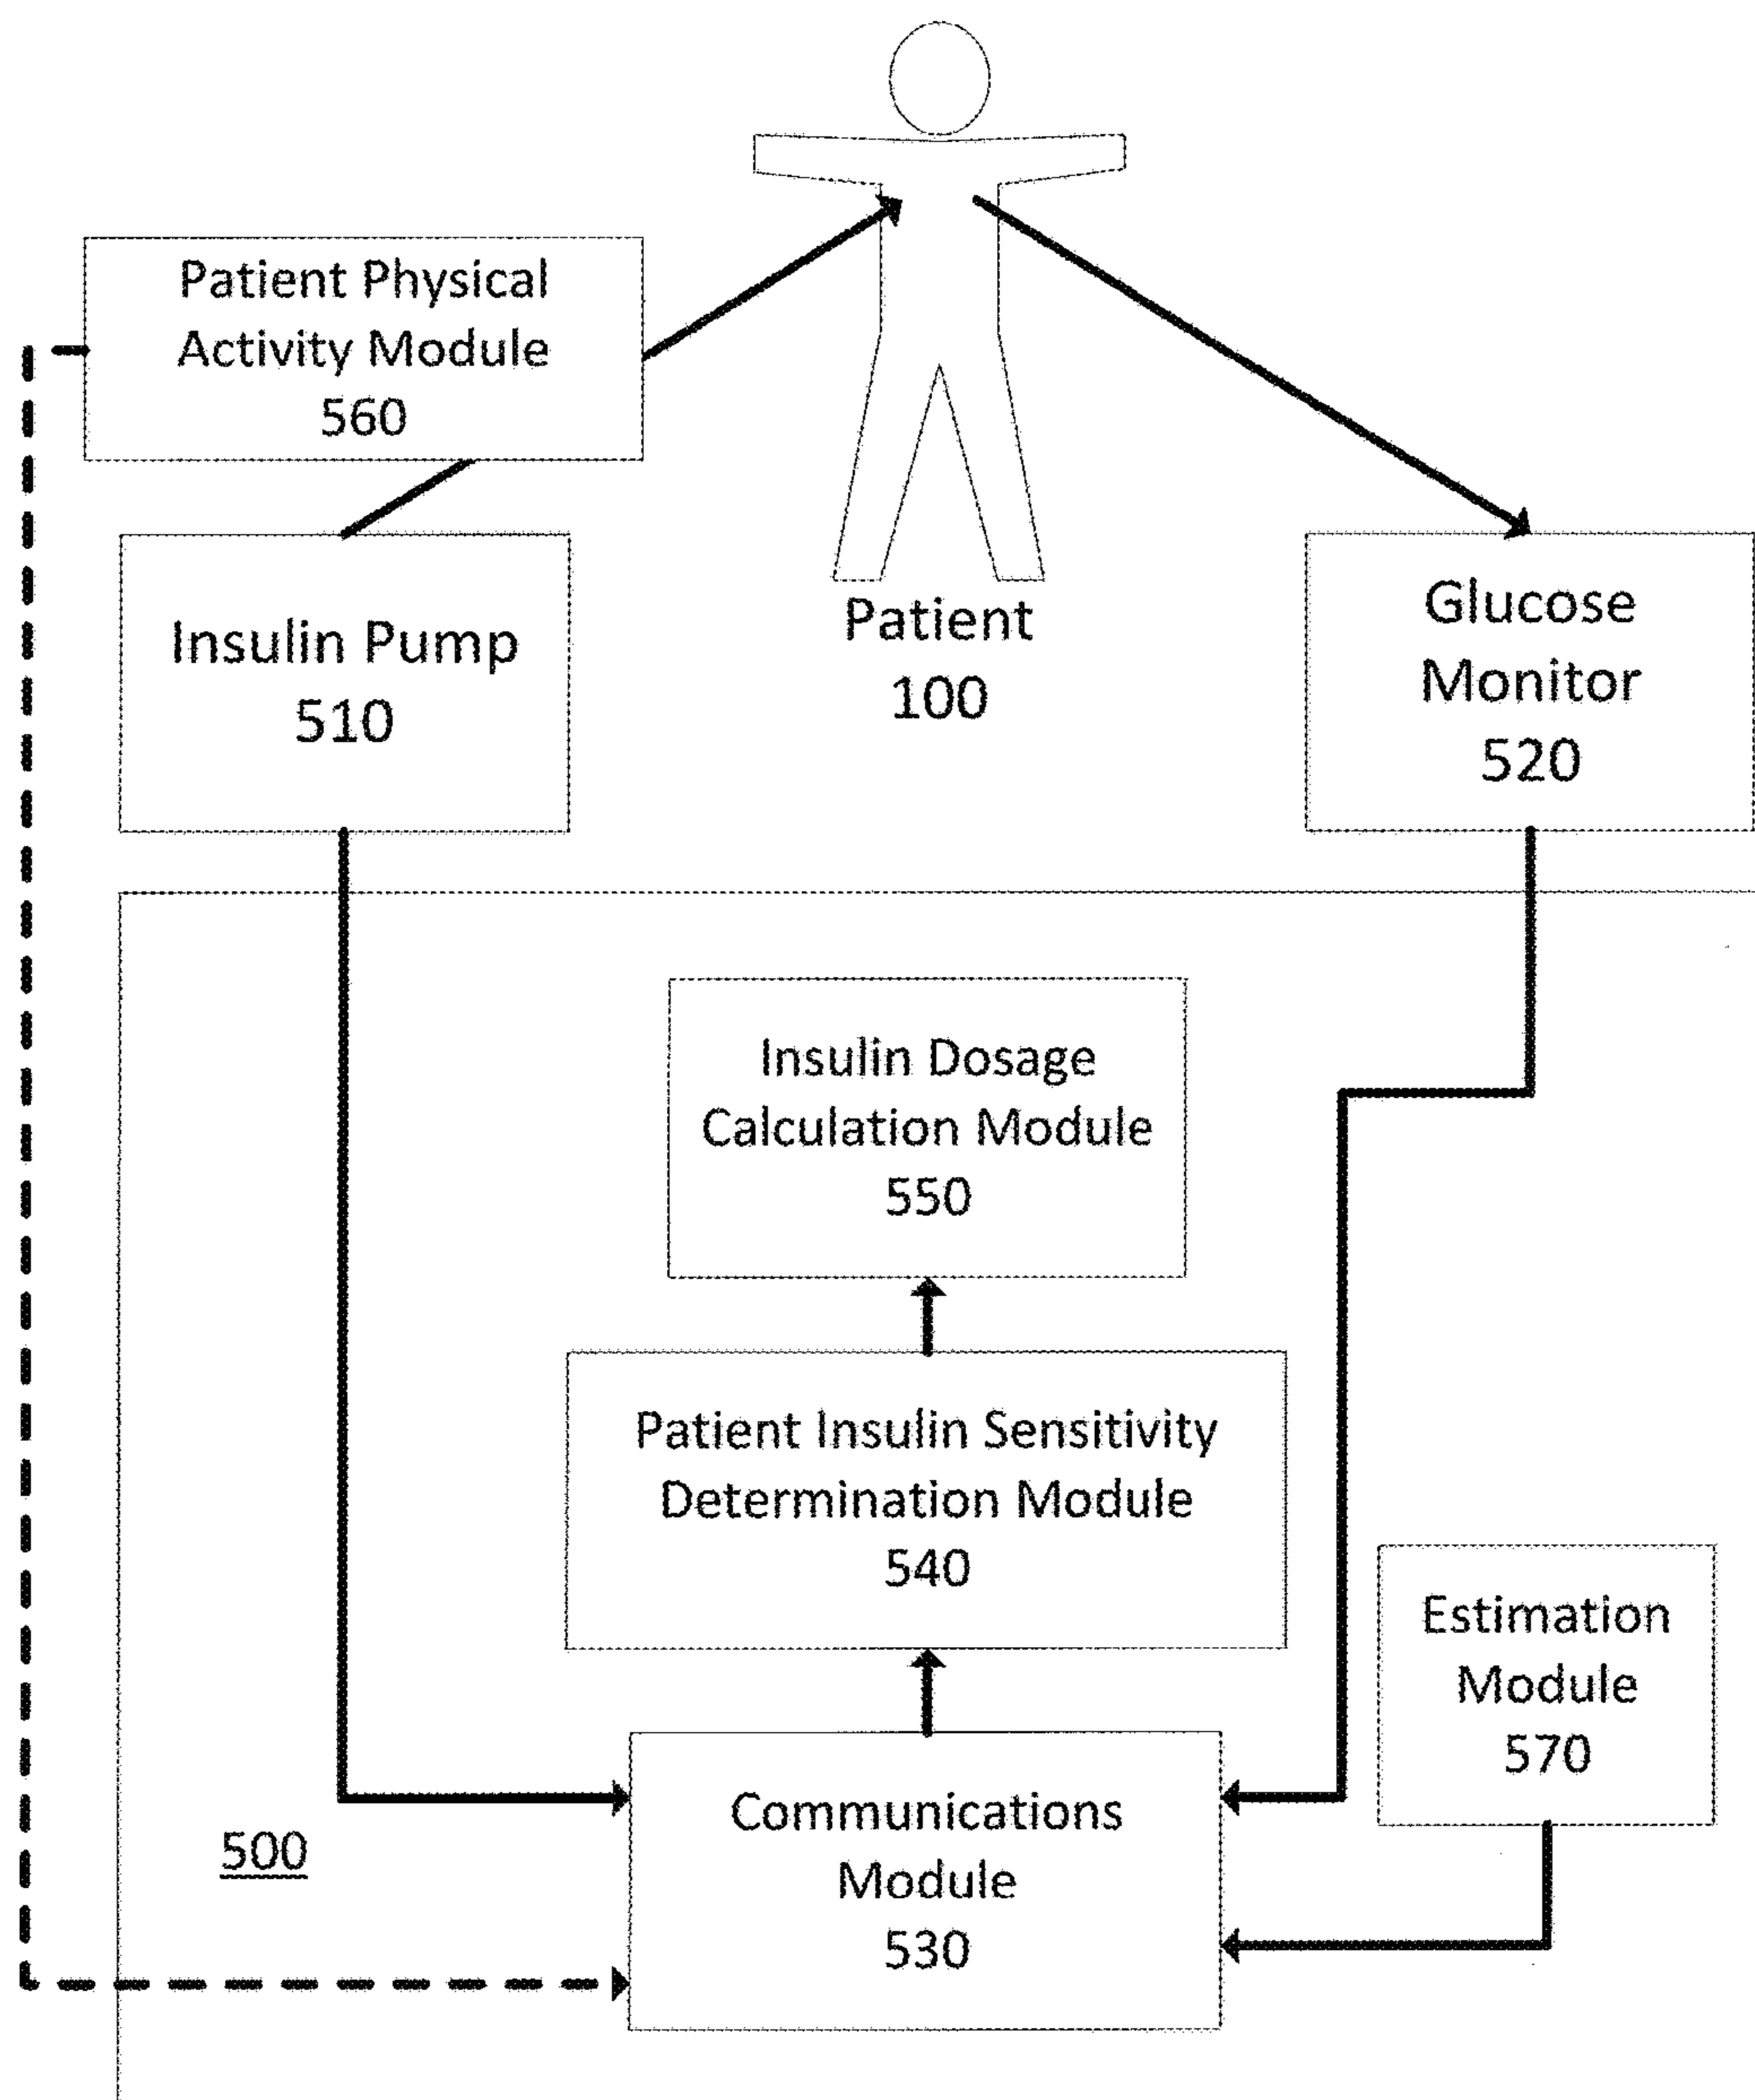 Patient Physical
Activity Module
560
Insulin Pump
510
Patient
100
Glucose
Monitor
520
Insulin Dosage
Calculation Module
550
Patient Insulin Sensitivity
Determination Module
540
Estimation
Module
570
Communications
Module
530
500